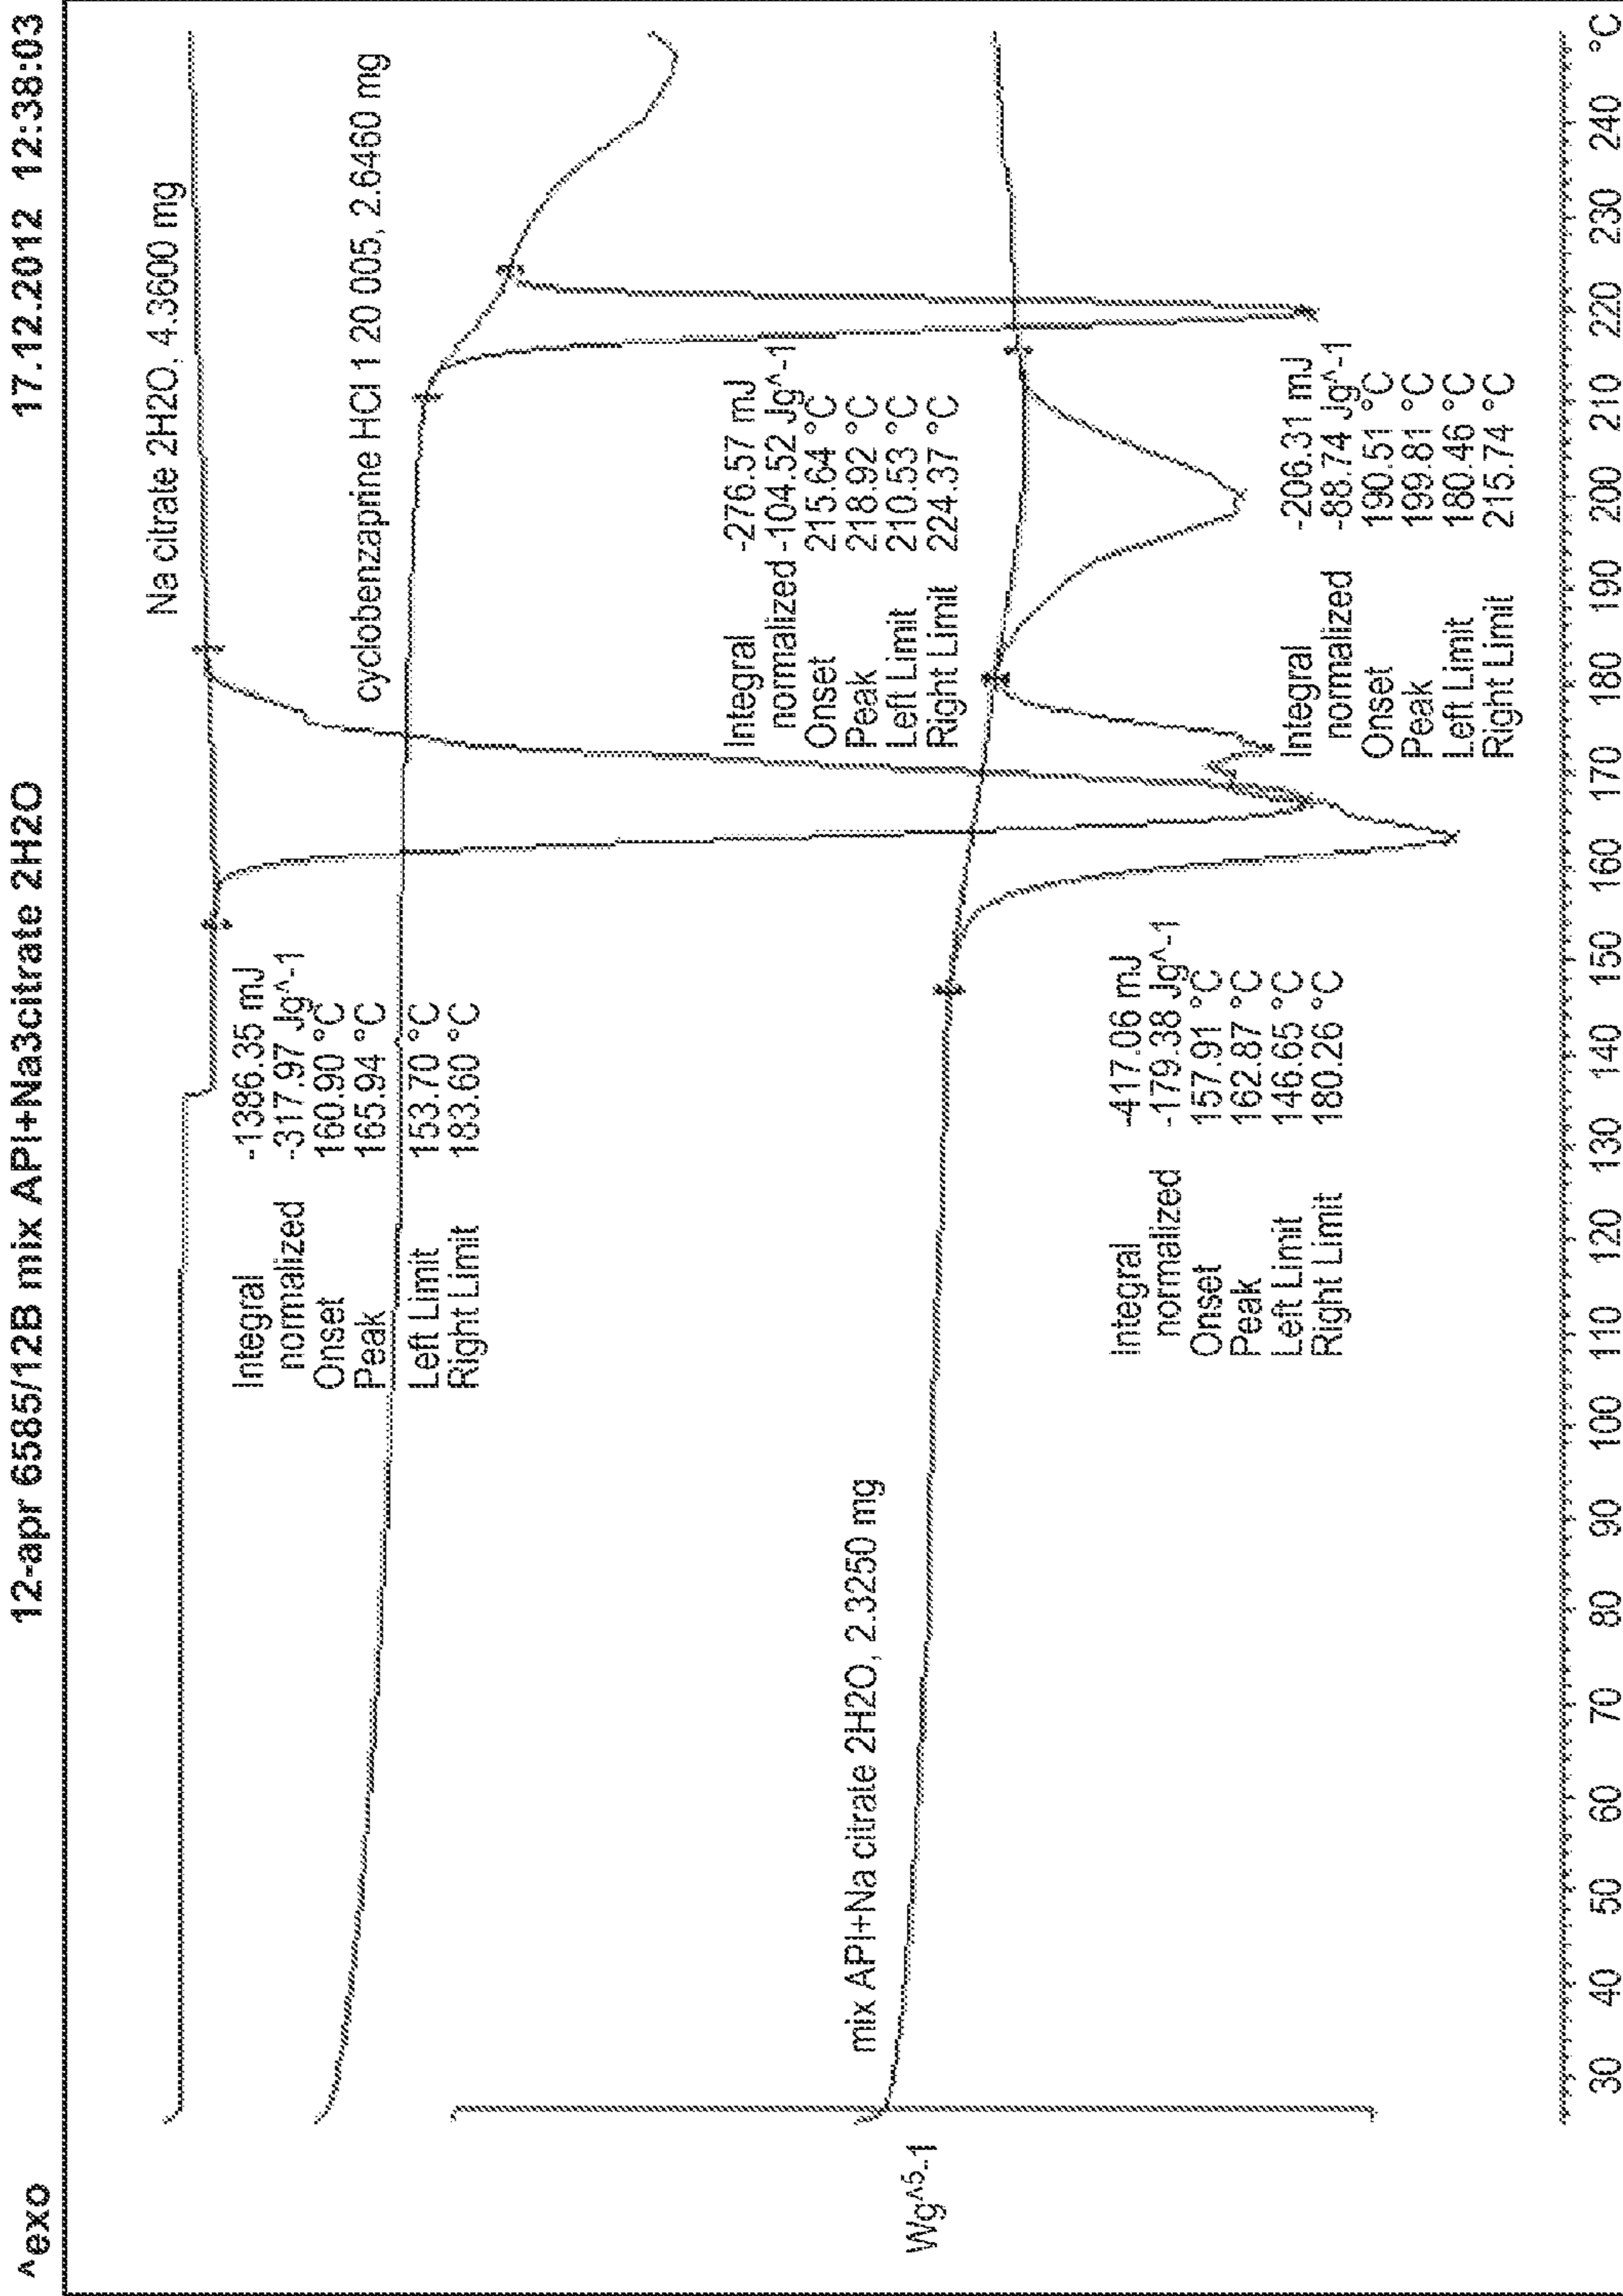 ^exo 12-apr 6585/12B mix API+Na3citrate 2H2O 17.12.2012 12:38:03
Na citrate 2H2O, 4.3600 mg
Integral -1386.35 mJ
normalized -317.97 Jg^-1
Onset 160.90 °C
Peak 165.94 °C
Left Limit 153.70 °C
Right Limit 183.60 °C
cyclobenzaprine HCl 1 20 005, 2.6460 mg
Integral -276.57 mJ
normalized -104.52 Jg^-1
Onset 215.64 °C
Peak 218.92 °C
Left Limit 210.53 °C
Right Limit 224.37 °C
mix API+Na citrate 2H2O, 2.3250 mg
Wg^5..1
Integral -417.06 mJ
normalized -179.38 Jg^-1
Onset 157.91 °C
Peak 162.87 °C
Left Limit 146.65 °C
Right Limit 180.26 °C
Integral -206.31 mJ
normalized -88.74 Jg^-1
Onset 190.51 °C
Peak 199.81 °C
Left Limit 180.46 °C
Right Limit 215.74 °C
30 40 50 60 70 80 90 100 110 120 130 140 150 160 170 180 190 200 210 220 230 240 °C